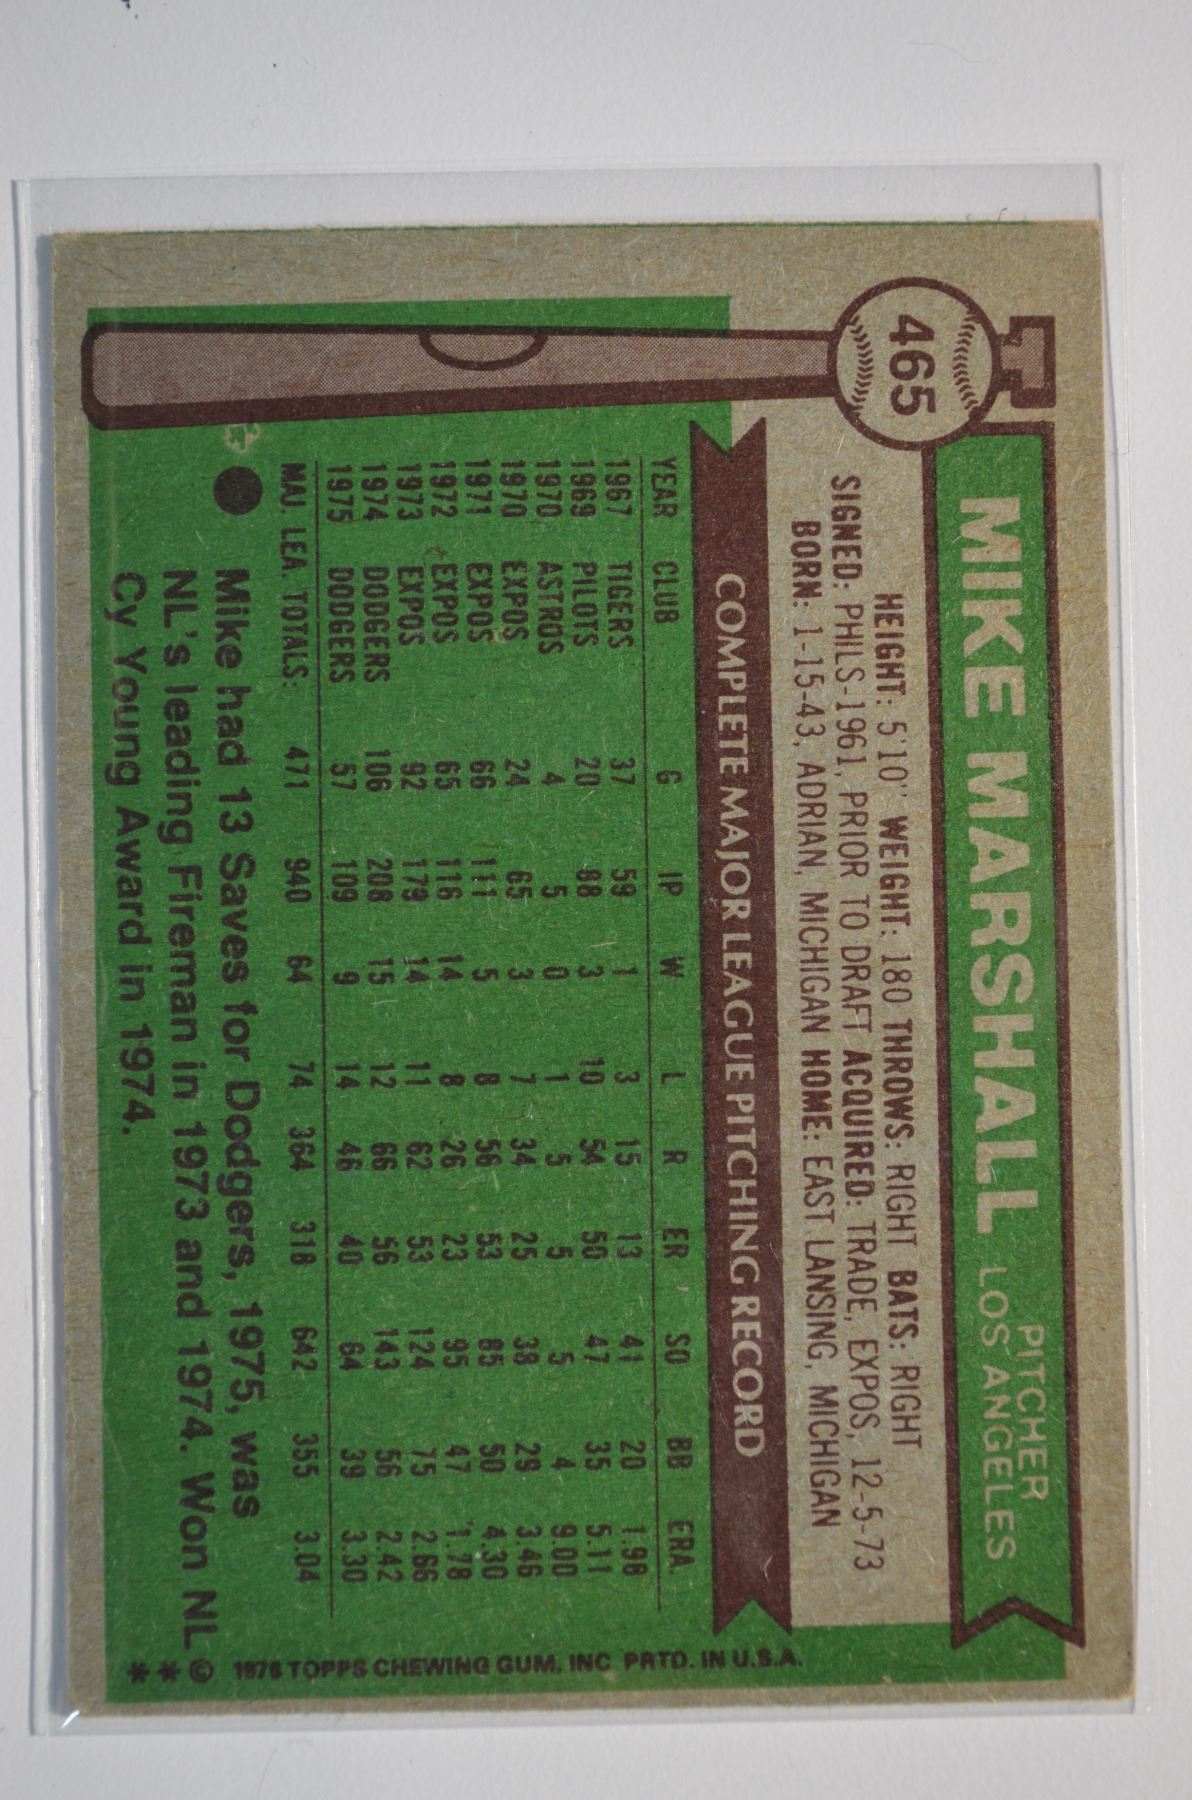 465
MIKE MARSHALL
PITCHER
LOS ANGELES
HEIGHT: 5'10" WEIGHT: 180 THROWS: RIGHT BATS: RIGHT
SIGNED: PHILS-1961, PRIOR TO DRAFT ACQUIRED: TRADE, EXPOS, 12-5-73
BORN: 1-15-43, ADRIAN, MICHIGAN HOME: EAST LANSING, MICHIGAN
COMPLETE MAJOR LEAGUE PITCHING RECORD
YEAR CLUB G IP W L R ER SO BB ERA.
1967 TIGERS 37 59 1 3 15 13 41 20 1.98
1969 PILOTS 20 88 3 10 54 50 47 35 5.11
1970 ASTROS 4 5 0 1 5 5 5 4 9.00
1970 EXPOS 24 65 3 7 34 25 38 29 3.46
1971 EXPOS 66 111 5 8 56 53 85 50 4.30
1972 EXPOS 65 116 14 8 26 23 95 47 1.78
1973 EXPOS 92 179 14 11 62 53 124 75 2.66
1974 DODGERS 106 208 15 12 66 56 143 56 2.42
1975 DODGERS 57 109 9 14 46 40 64 39 3.30
MAJ. LEA. TOTALS: 471 940 64 74 364 318 642 355 3.04
Mike had 13 Saves for Dodgers, 1975, was
NL's leading Fireman in 1973 and 1974. Won NL
Cy Young Award in 1974.
** © 1976 TOPPS CHEWING GUM, INC. PRTD. IN U.S.A.